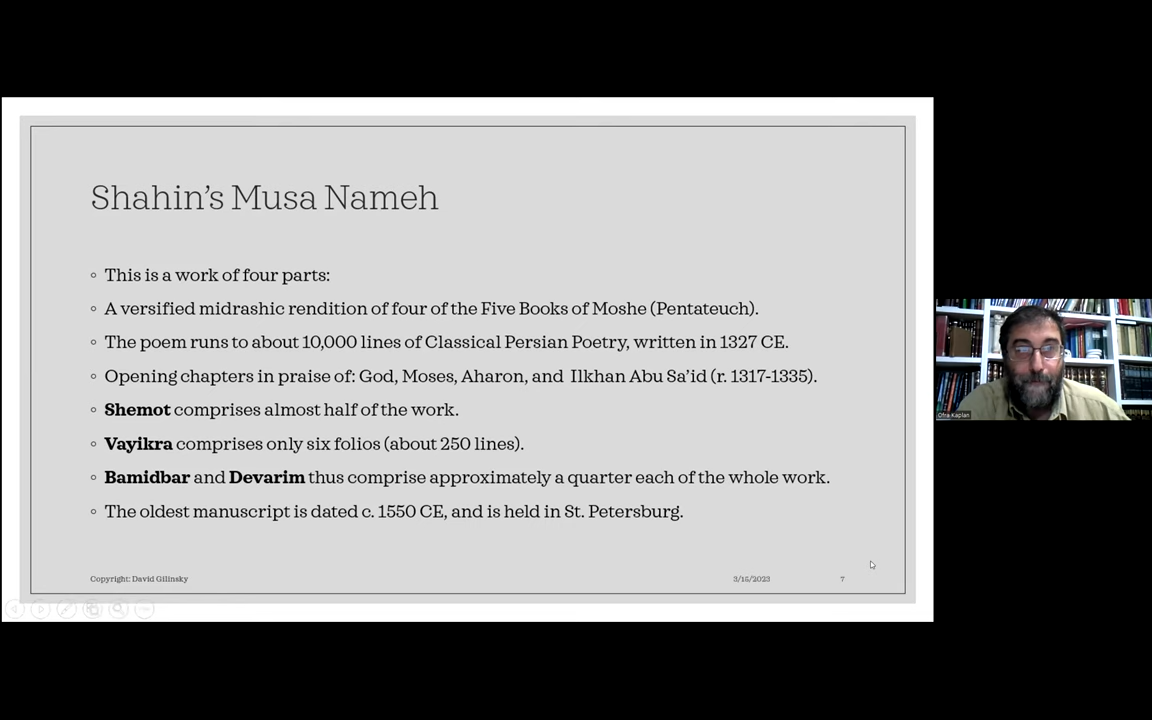 Shahin’s Musa Nameh
This is a work of four parts:
A versified midrashic rendition of four of the Five Books of Moshe (Pentateuch).
The poem runs to about 10,000 lines of Classical Persian Poetry, written in 1327 CE.
Opening chapters in praise of: God, Moses, Aharon, and Ilkhan Abu Sa’id (r. 1317-1335).
Shemot comprises almost half of the work.
Vayikra comprises only six folios (about 250 lines).
Bamidbar and Devarim thus comprise approximately a quarter each of the whole work.
The oldest manuscript is dated c. 1550 CE, and is held in St. Petersburg.
Copyright: David Gilinsky
3/15/2023
7
Ofra Kaplan